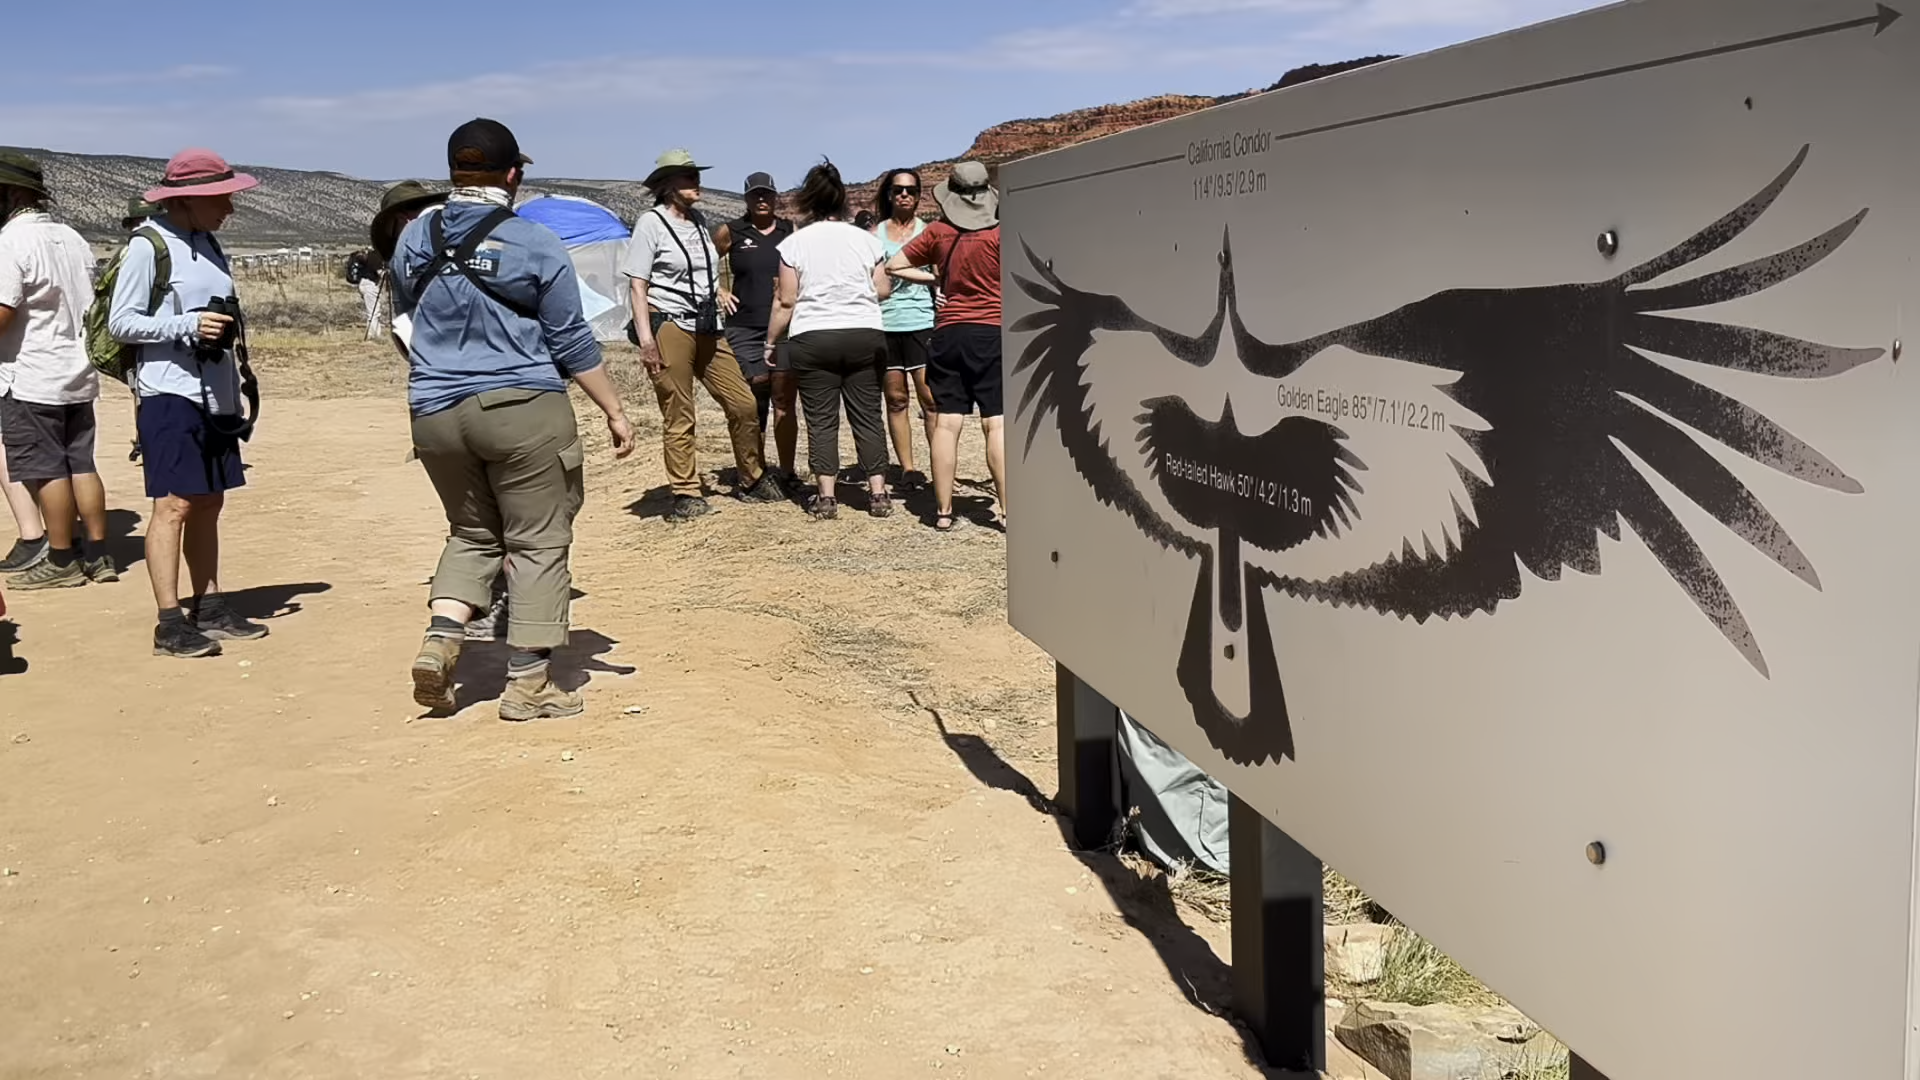 California Condor
114"/9.5'/2.9 m
Golden Eagle 85"/7.1'/2.2 m
Red-tailed Hawk 50"/4.2'/1.3 m